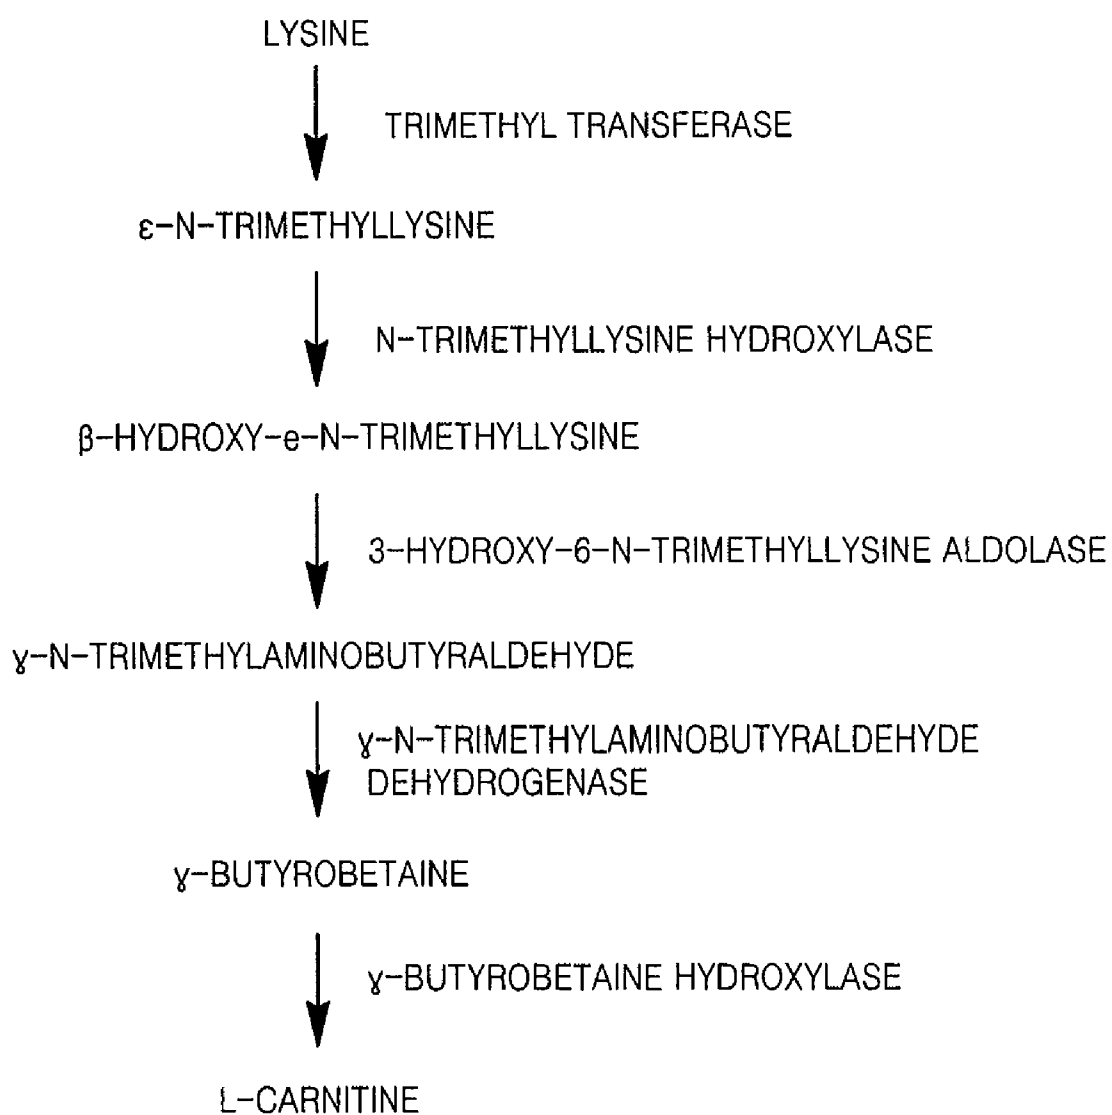 LYSINE
TRIMETHYL TRANSFERASE
ε-N-TRIMETHYLLYSINE
N-TRIMETHYLLYSINE HYDROXYLASE
β-HYDROXY-e-N-TRIMETHYLLYSINE
3-HYDROXY-6-N-TRIMETHYLLYSINE ALDOLASE
γ-N-TRIMETHYLAMINOBUTYRALDEHYDE
γ-N-TRIMETHYLAMINOBUTYRALDEHYDE
DEHYDROGENASE
γ-BUTYROBETAINE
γ-BUTYROBETAINE HYDROXYLASE
L-CARNITINE